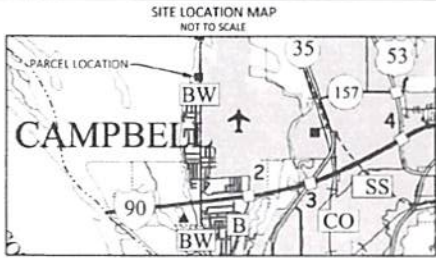 SITE LOCATION MAP
NOT TO SCALE
35
53
PARCEL LOCATION
157
BW
CAMPBELL
4
2
SS
90
3
CO
B
BW